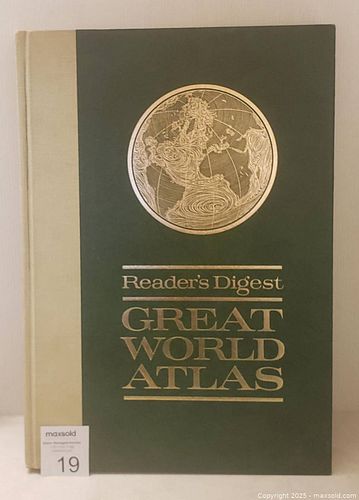 Reader's Digest
GREAT
WORLD
ATLAS
maxsold
19
Copyright 2025 - maxsold.com